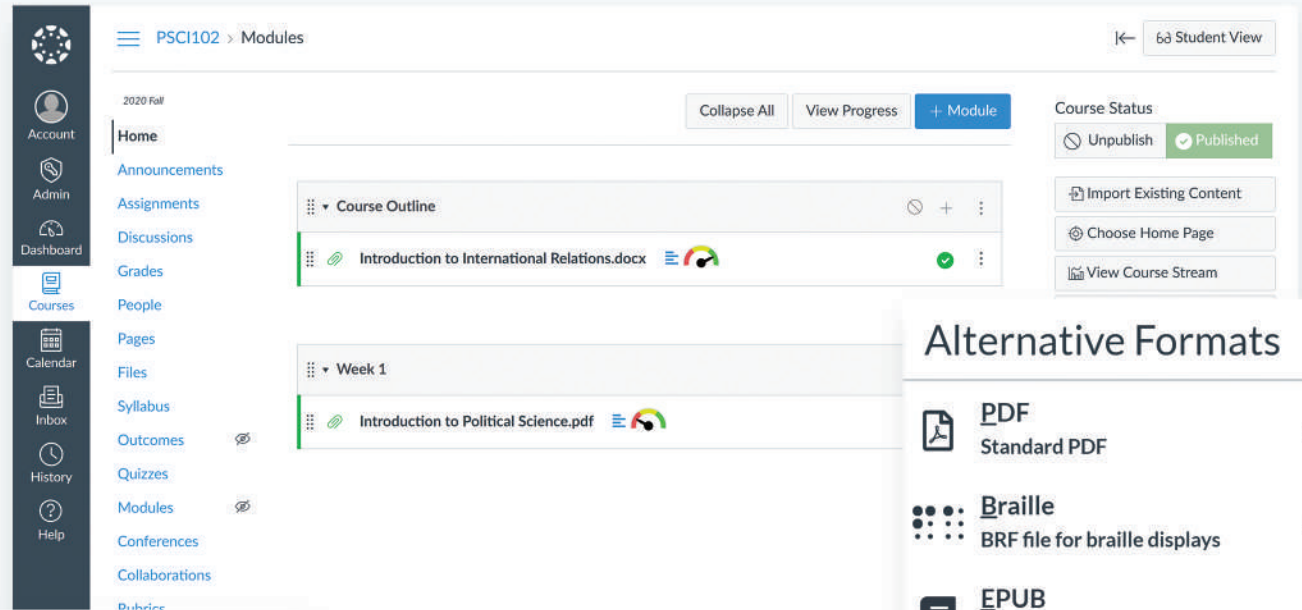 PSCI102 > Modules
Student View
Account
Admin
Dashboard
Courses
Calendar
Inbox
History
Help
2020 Fall
Home
Announcements
Assignments
Discussions
Grades
People
Pages
Files
Syllabus
Outcomes
Quizzes
Modules
Conferences
Collaborations
Rubrics
Collapse All
View Progress
+ Module
Course Outline
Introduction to International Relations.docx
Week 1
Introduction to Political Science.pdf
Course Status
Unpublish
Published
Import Existing Content
Choose Home Page
View Course Stream
Alternative Formats
PDF
Standard PDF
Braille
BRF file for braille displays
EPUB